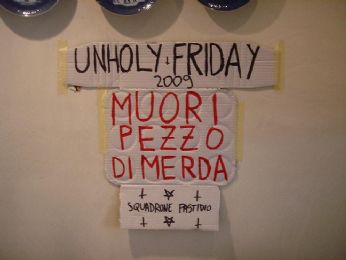 UNHOLY FRIDAY
2009
MUORI
PEZZO
DI MERDA
SQUADRONE FASTIDIO